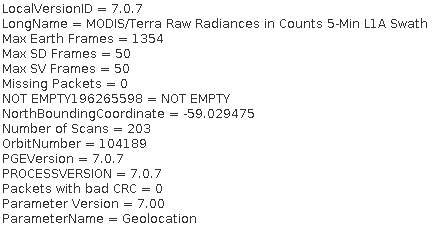 LocalVersionID = 7.0.7
LongName = MODIS/Terra Raw Radiances in Counts 5-Min L1A Swath
Max Earth Frames = 1354
Max SD Frames = 50
Max SV Frames = 50
Missing Packets = 0
NOT EMPTY196265598 = NOT EMPTY
NorthBoundingCoordinate = -59.029475
Number of Scans = 203
OrbitNumber = 104189
PGEVersion = 7.0.7
PROCESSVERSION = 7.0.7
Packets with bad CRC = 0
Parameter Version = 7.00
ParameterName = Geolocation